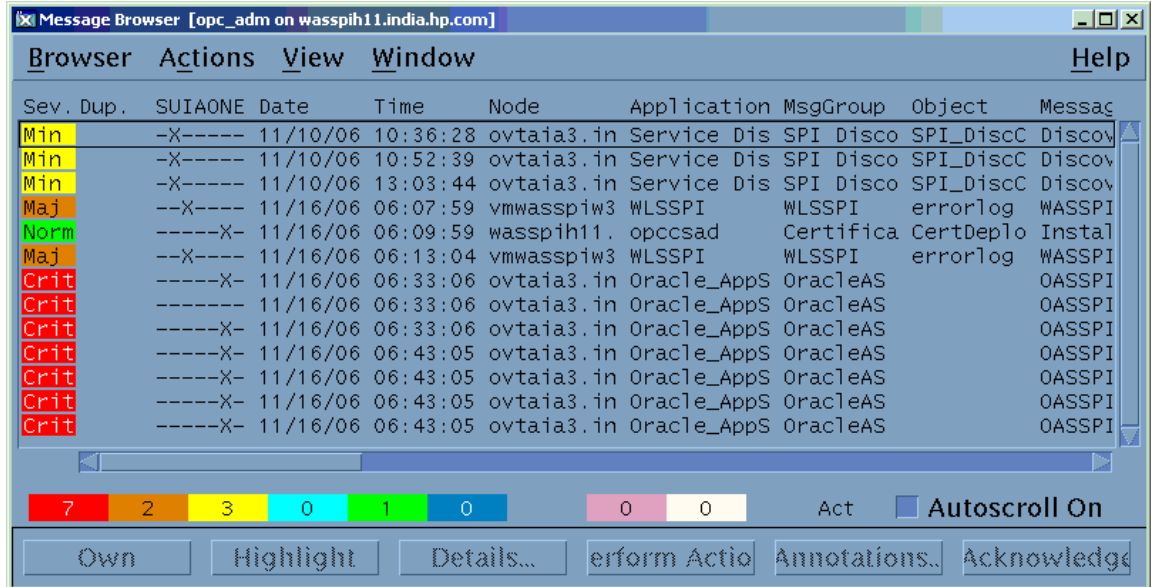 Message Browser [opc_adm on wasspih11.india.hp.com]
Browser Actions View Window Help
Sev. Dup. SUIAONE Date Time Node Application MsgGroup Object Messag
Min -X----- 11/10/06 10:36:28 ovtaia3.in Service Dis SPI Disco SPI_DiscC Discov
Min -X----- 11/10/06 10:52:39 ovtaia3.in Service Dis SPI Disco SPI_DiscC Discov
Min -X----- 11/10/06 13:03:44 ovtaia3.in Service Dis SPI Disco SPI_DiscC Discov
Maj --X---- 11/16/06 06:07:59 vmwasspiw3 WLSSPI WLSSPI errorlog WASSPI
Norm -----X- 11/16/06 06:09:59 wasspih11. opccsad Certifica CertDeplo Instal
Maj --X---- 11/16/06 06:13:04 vmwasspiw3 WLSSPI WLSSPI errorlog WASSPI
Crit -----X- 11/16/06 06:33:06 ovtaia3.in Oracle_AppS OracleAS OASSPI
Crit ------- 11/16/06 06:33:06 ovtaia3.in Oracle_AppS OracleAS OASSPI
Crit -----X- 11/16/06 06:33:06 ovtaia3.in Oracle_AppS OracleAS OASSPI
Crit -----X- 11/16/06 06:43:05 ovtaia3.in Oracle_AppS OracleAS OASSPI
Crit -----X- 11/16/06 06:43:05 ovtaia3.in Oracle_AppS OracleAS OASSPI
Crit -----X- 11/16/06 06:43:05 ovtaia3.in Oracle_AppS OracleAS OASSPI
Crit -----X- 11/16/06 06:43:05 ovtaia3.in Oracle_AppS OracleAS OASSPI
7 2 3 0 1 0 0 0 Act Autoscroll On
Own Highlight Details... erform Actio Annotations.. Acknowledge